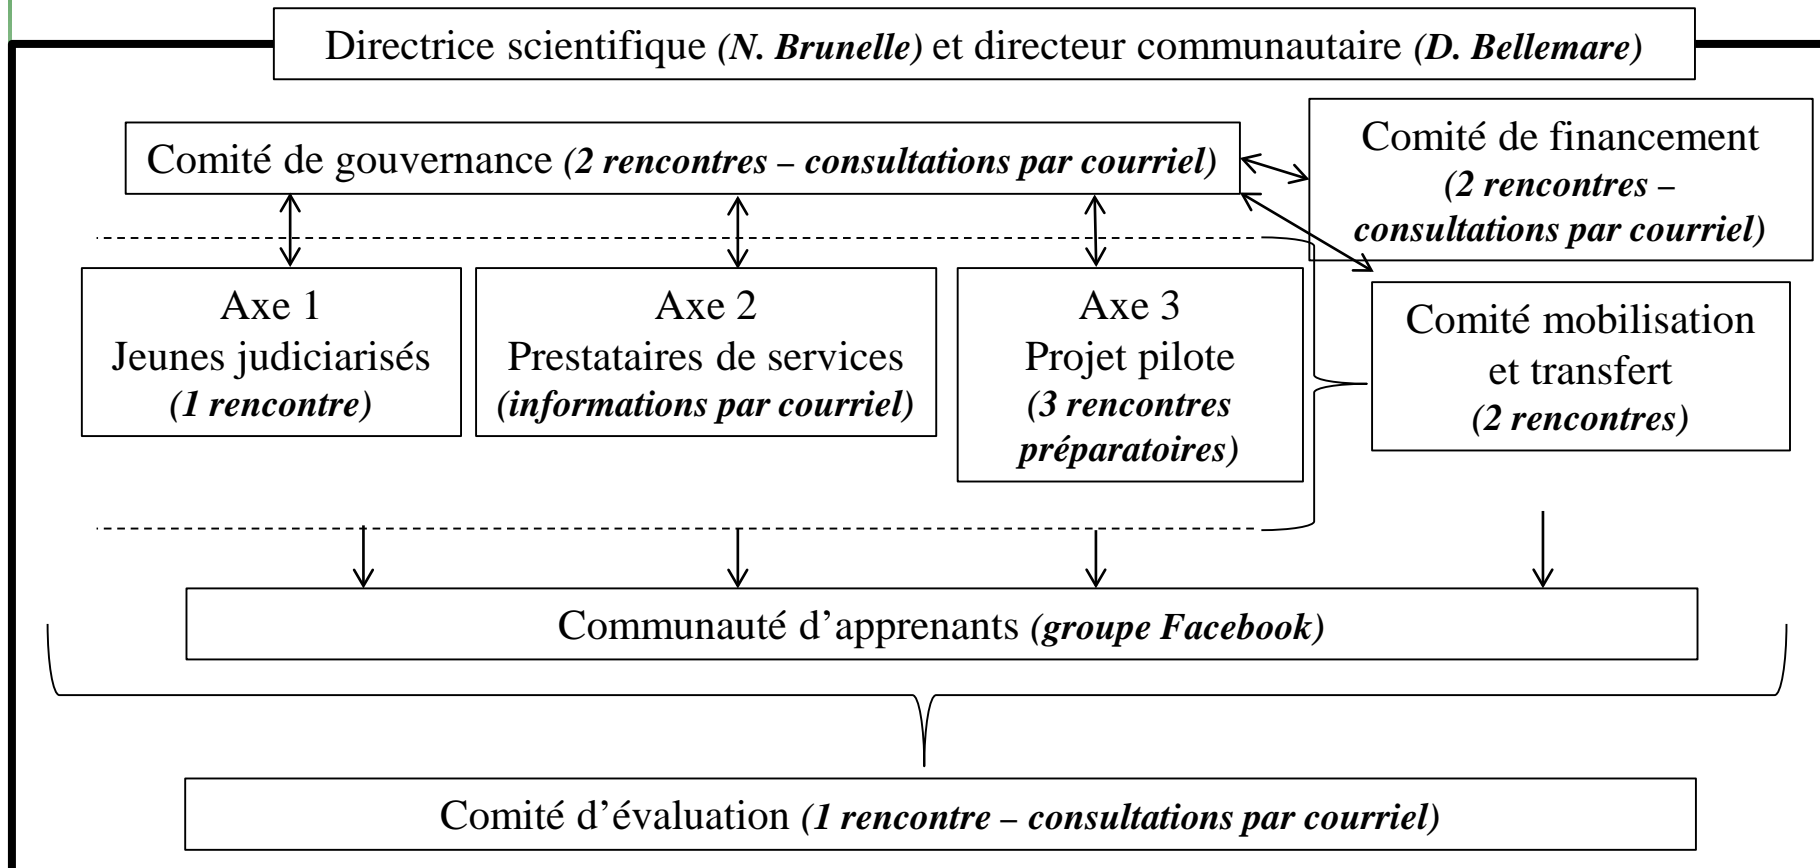 Directrice scientifique (N. Brunelle) et directeur communautaire (D. Bellemare)
Comité de gouvernance (2 rencontres – consultations par courriel)
Comité de financement
(2 rencontres –
consultations par courriel)
Axe 1
Jeunes judiciarisés
(1 rencontre)
Axe 2
Prestataires de services
(informations par courriel)
Axe 3
Projet pilote
(3 rencontres
préparatoires)
Comité mobilisation
et transfert
(2 rencontres)
Communauté d’apprenants (groupe Facebook)
Comité d’évaluation (1 rencontre – consultations par courriel)